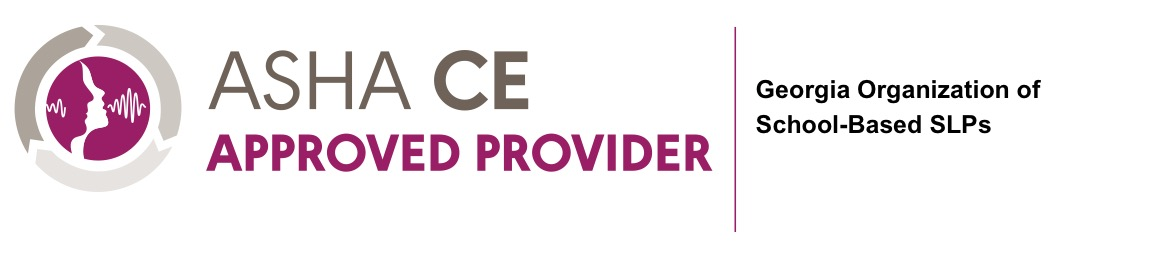 ASHA CE
APPROVED PROVIDER
Georgia Organization of
School-Based SLPs